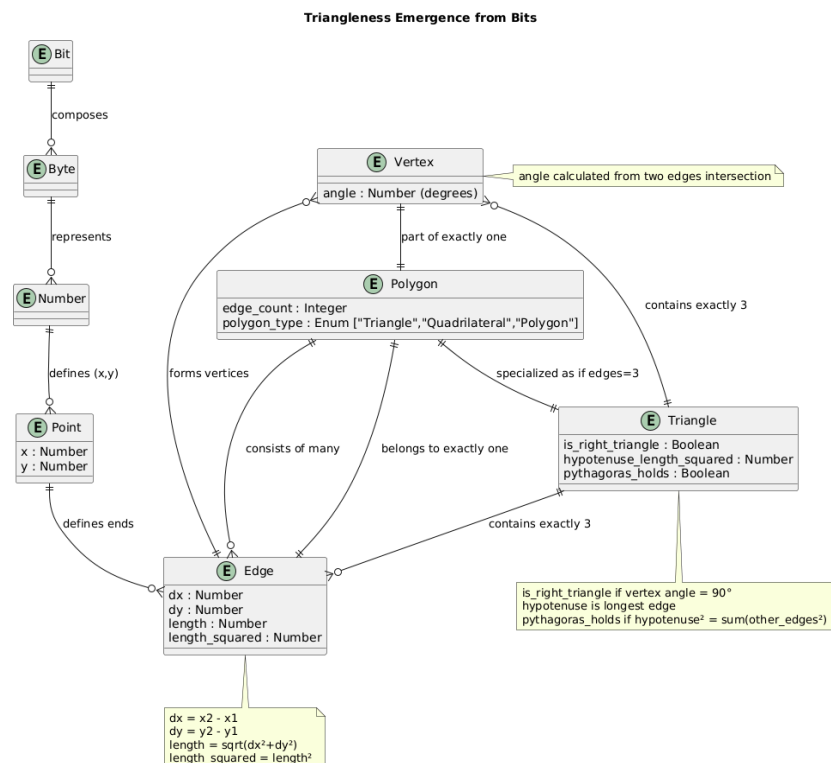 Triangleness Emergence from Bits
E Bit
composes
E Byte
E Vertex
angle : Number (degrees)
angle calculated from two edges intersection
represents
part of exactly one
E Number
E Polygon
edge_count : Integer
polygon_type : Enum ["Triangle","Quadrilateral","Polygon"]
contains exactly 3
defines (x,y)
forms vertices
specialized as if edges=3
E Point
x : Number
y : Number
consists of many
belongs to exactly one
E Triangle
is_right_triangle : Boolean
hypotenuse_length_squared : Number
pythagoras_holds : Boolean
defines ends
contains exactly 3
E Edge
dx : Number
dy : Number
length : Number
length_squared : Number
is_right_triangle if vertex angle = 90°
hypotenuse is longest edge
pythagoras_holds if hypotenuse² = sum(other_edges²)
dx = x2 - x1
dy = y2 - y1
length = sqrt(dx²+dy²)
length_squared = length²